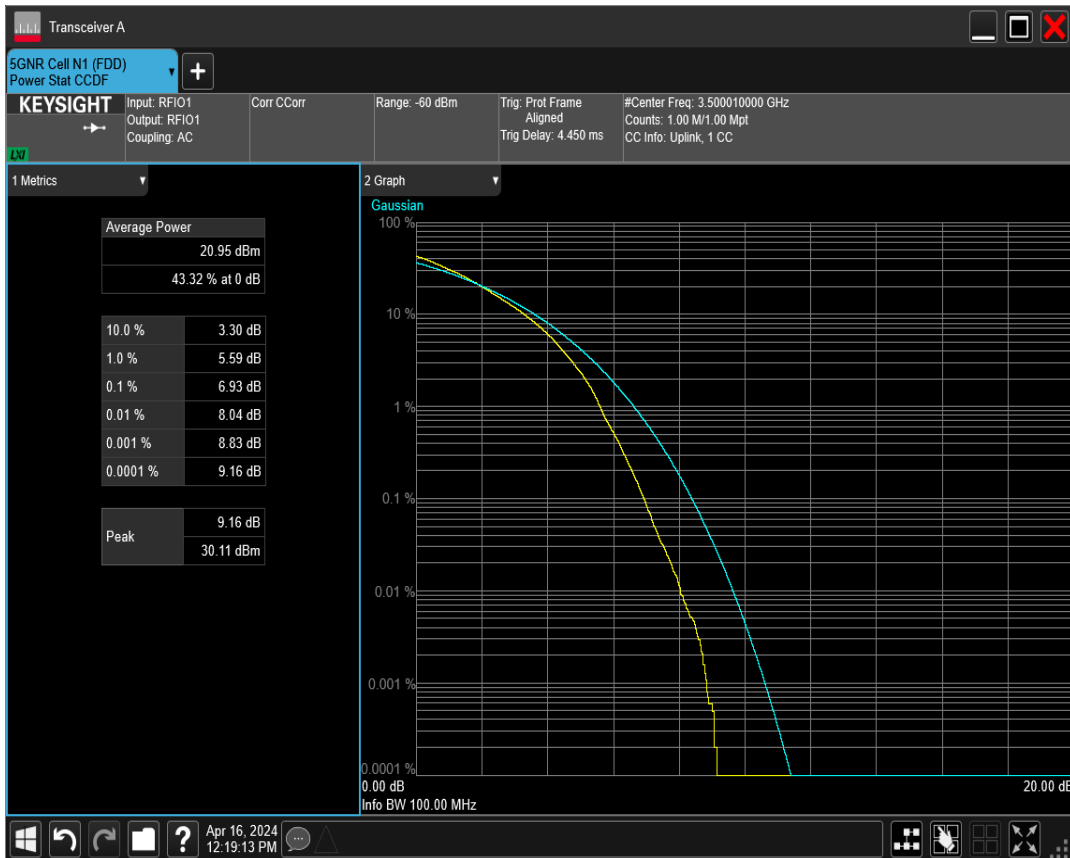 Transceiver A
5GNR Cell N1 (FDD)
Power Stat CCDF
+
KEYSIGHT
LXI
Input: RFIO1
Output: RFIO1
Coupling: AC
Corr CCorr
Range: -60 dBm
Trig: Prot Frame
Aligned
Trig Delay: 4.450 ms
#Center Freq: 3.500010000 GHz
Counts: 1.00 M/1.00 Mpt
CC Info: Uplink, 1 CC
1 Metrics
Average Power
20.95 dBm
43.32 % at 0 dB
10.0 % 3.30 dB
1.0 % 5.59 dB
0.1 % 6.93 dB
0.01 % 8.04 dB
0.001 % 8.83 dB
0.0001 % 9.16 dB
Peak
9.16 dB
30.11 dBm
2 Graph
Gaussian
100 %
10 %
1 %
0.1 %
0.01 %
0.001 %
0.0001 %
0.00 dB 20.00 dB
Info BW 100.00 MHz
?
Apr 16, 2024
12:19:13 PM